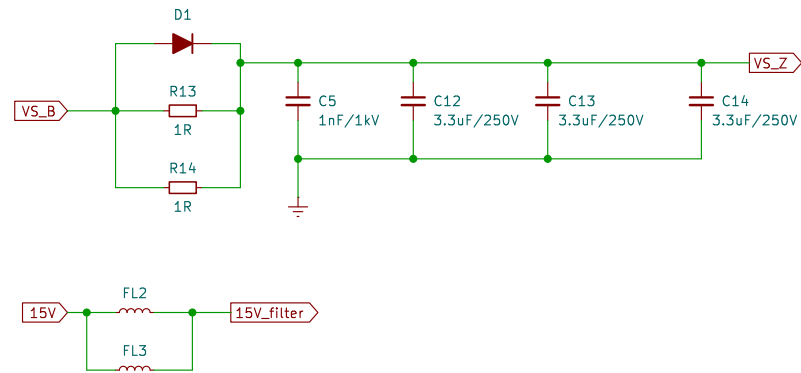 D1
VS_B
R13
1R
R14
1R
C5
1nF/1kV
C12
3.3uF/250V
C13
3.3uF/250V
C14
3.3uF/250V
VS_Z
15V
FL2
FL3
15V_filter